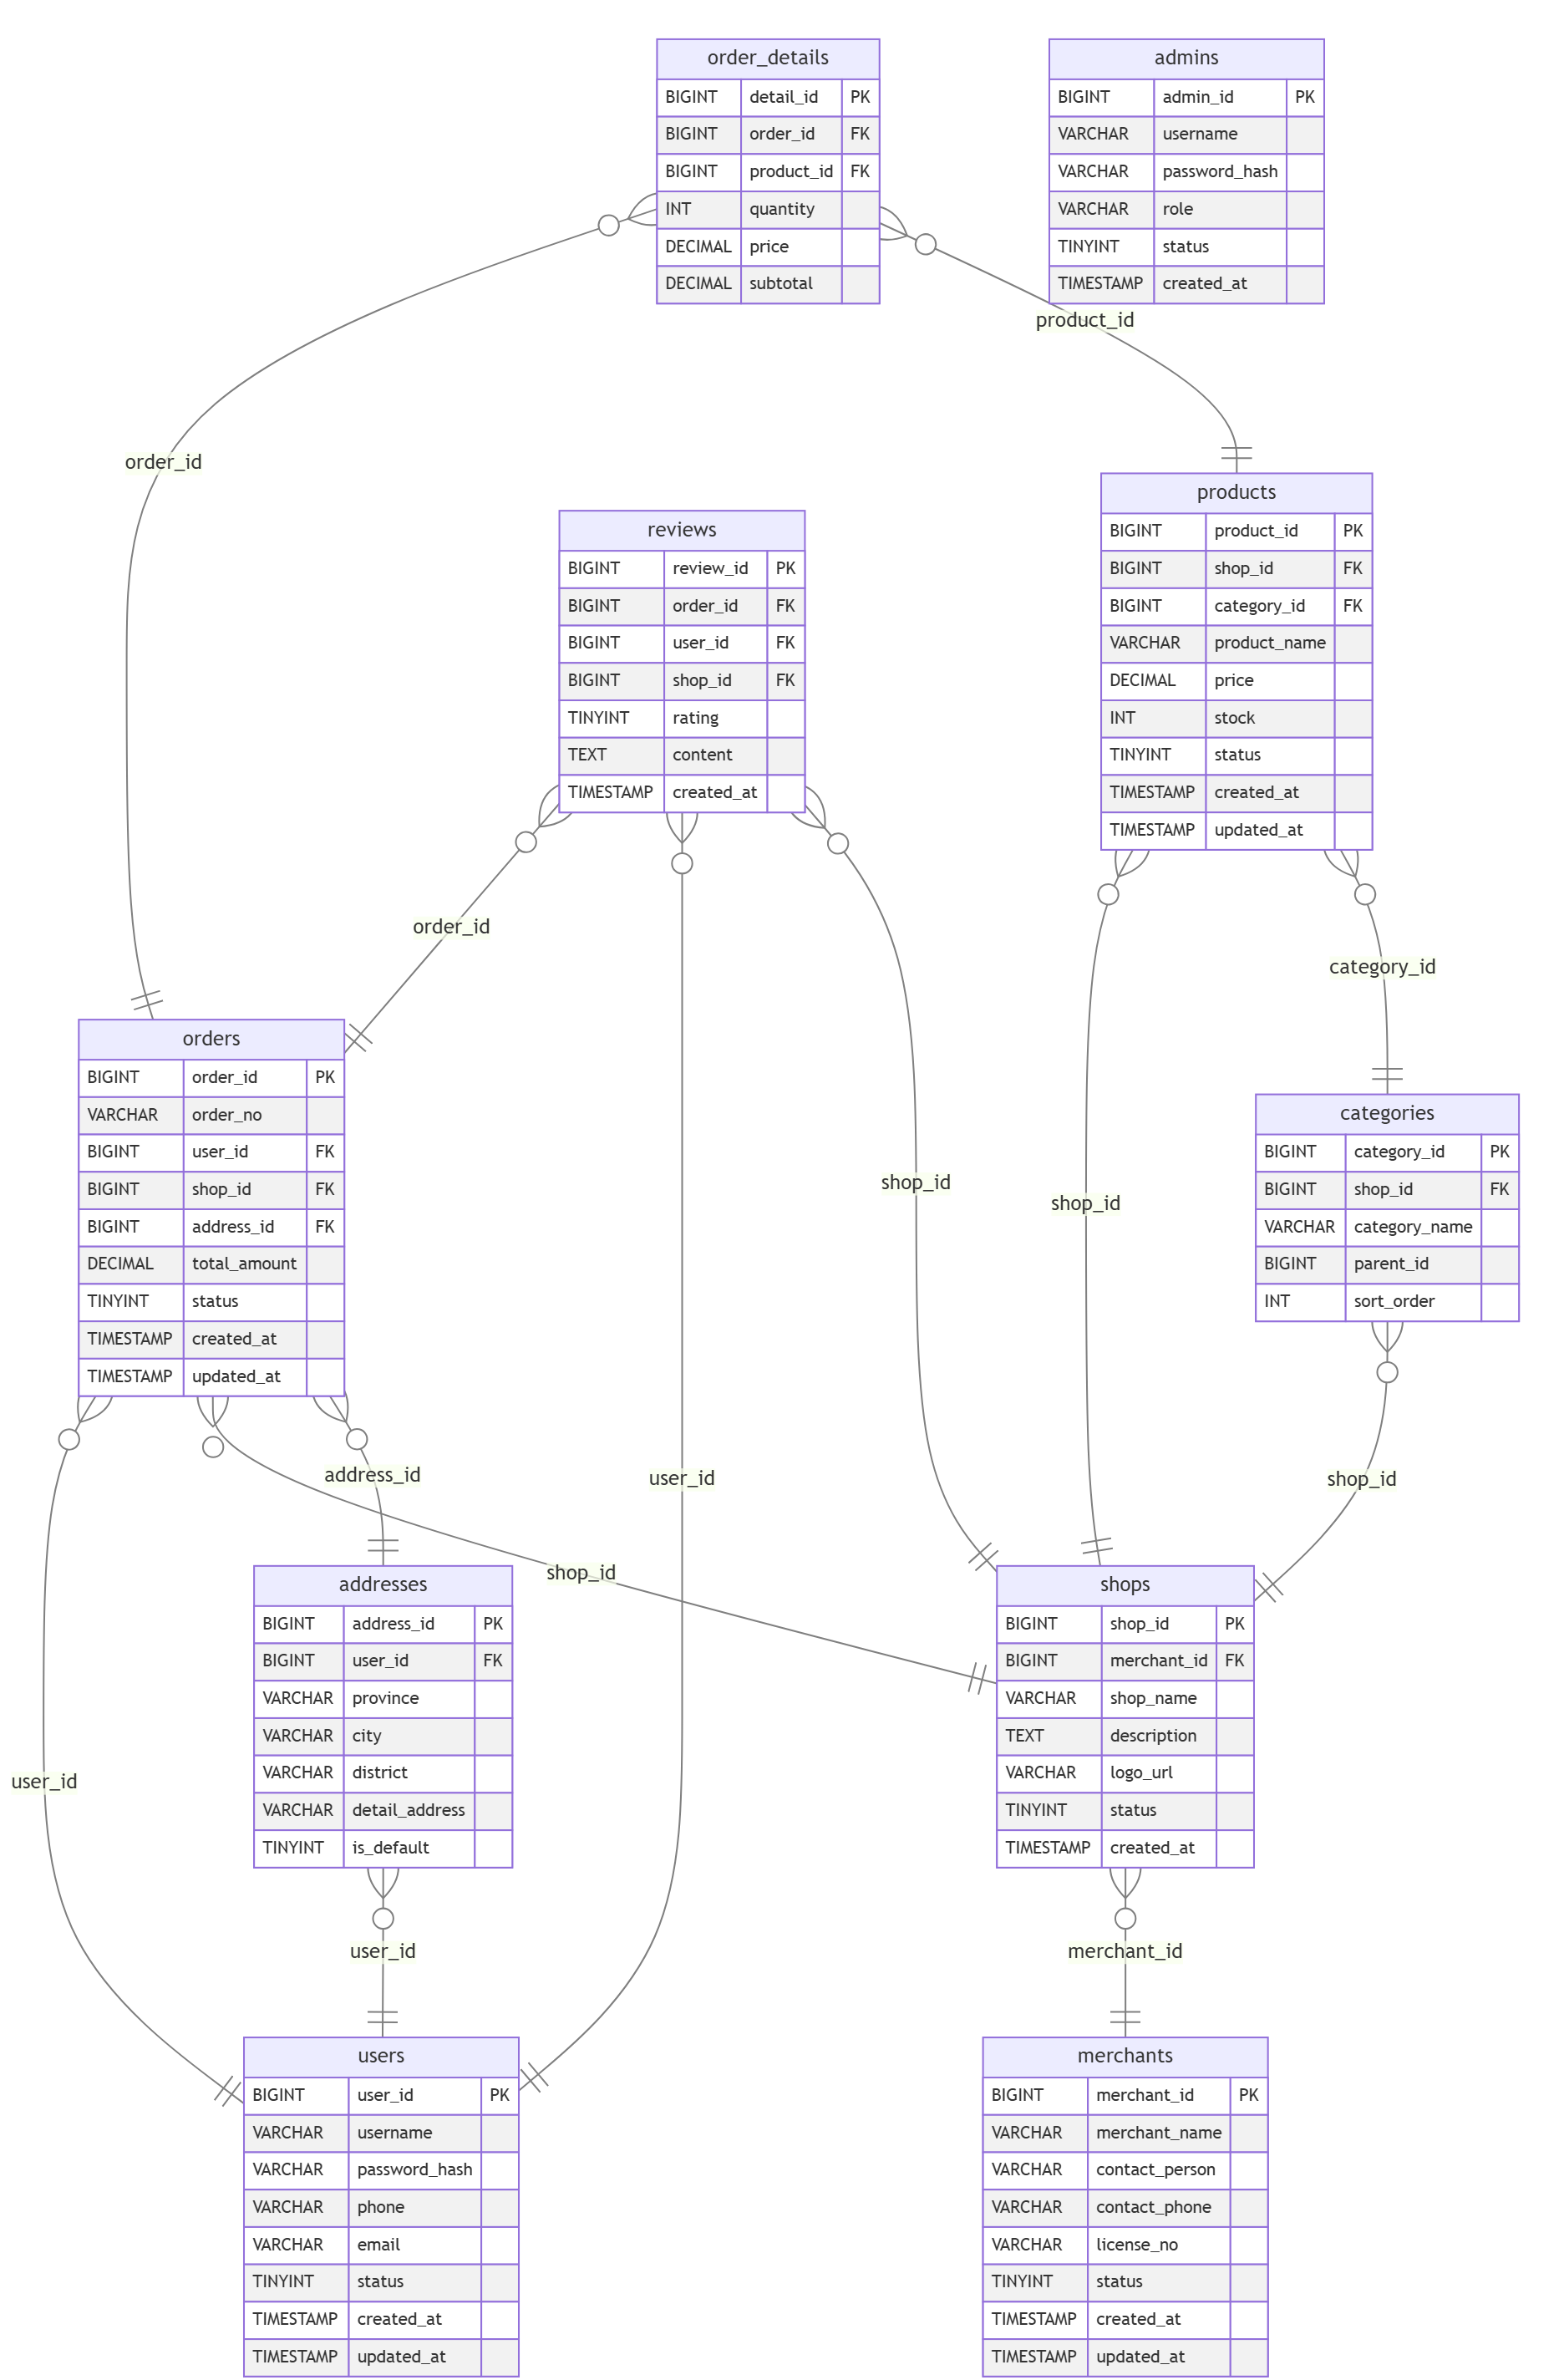 order_details
BIGINT detail_id PK
BIGINT order_id FK
BIGINT product_id FK
INT quantity
DECIMAL price
DECIMAL subtotal
admins
BIGINT admin_id PK
VARCHAR username
VARCHAR password_hash
VARCHAR role
TINYINT status
TIMESTAMP created_at
product_id
order_id
products
BIGINT product_id PK
BIGINT shop_id FK
BIGINT category_id FK
VARCHAR product_name
DECIMAL price
INT stock
TINYINT status
TIMESTAMP created_at
TIMESTAMP updated_at
reviews
BIGINT review_id PK
BIGINT order_id FK
BIGINT user_id FK
BIGINT shop_id FK
TINYINT rating
TEXT content
TIMESTAMP created_at
order_id
category_id
orders
BIGINT order_id PK
VARCHAR order_no
BIGINT user_id FK
BIGINT shop_id FK
BIGINT address_id FK
DECIMAL total_amount
TINYINT status
TIMESTAMP created_at
TIMESTAMP updated_at
shop_id
shop_id
categories
BIGINT category_id PK
BIGINT shop_id FK
VARCHAR category_name
BIGINT parent_id
INT sort_order
address_id
user_id
shop_id
shop_id
addresses
BIGINT address_id PK
BIGINT user_id FK
VARCHAR province
VARCHAR city
VARCHAR district
VARCHAR detail_address
TINYINT is_default
shops
BIGINT shop_id PK
BIGINT merchant_id FK
VARCHAR shop_name
TEXT description
VARCHAR logo_url
TINYINT status
TIMESTAMP created_at
user_id
user_id
merchant_id
users
BIGINT user_id PK
VARCHAR username
VARCHAR password_hash
VARCHAR phone
VARCHAR email
TINYINT status
TIMESTAMP created_at
TIMESTAMP updated_at
merchants
BIGINT merchant_id PK
VARCHAR merchant_name
VARCHAR contact_person
VARCHAR contact_phone
VARCHAR license_no
TINYINT status
TIMESTAMP created_at
TIMESTAMP updated_at